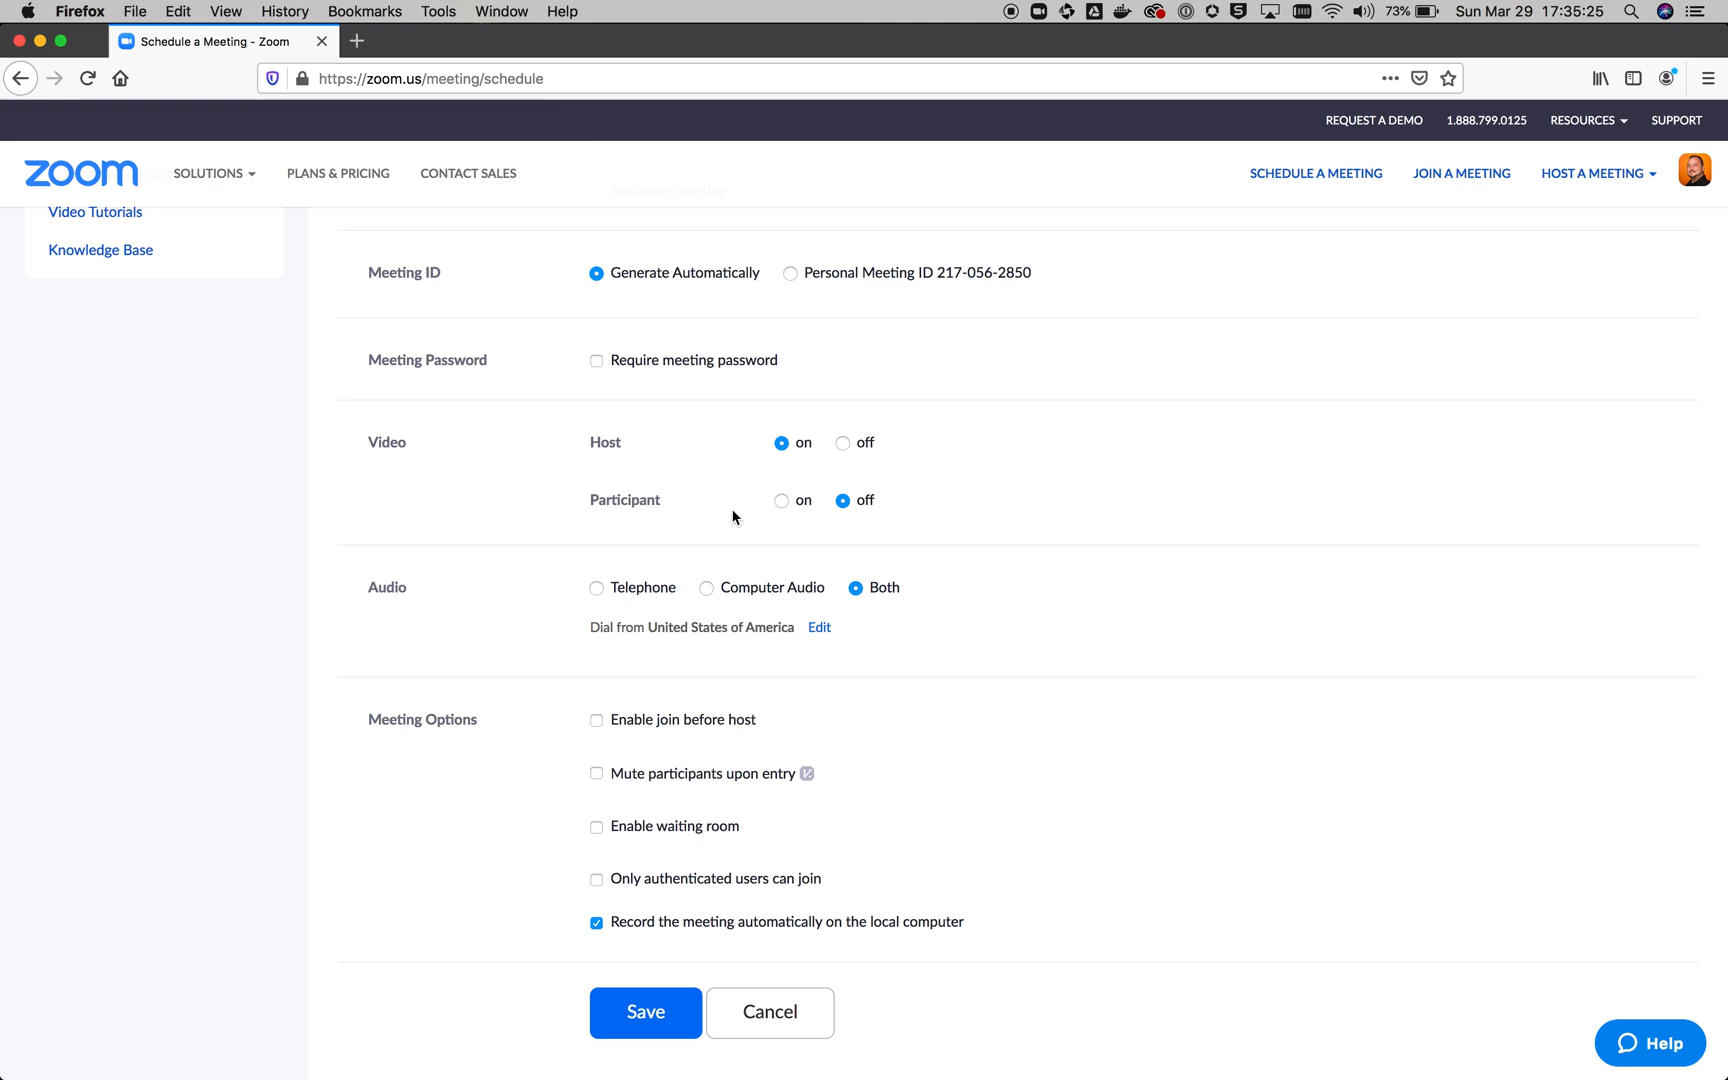 Firefox File Edit View History Bookmarks Tools Window Help 73% Sun Mar 29 17:35:25
Schedule a Meeting - Zoom
https://zoom.us/meeting/schedule
REQUEST A DEMO 1.888.799.0125 RESOURCES SUPPORT
zoom SOLUTIONS PLANS & PRICING CONTACT SALES SCHEDULE A MEETING JOIN A MEETING HOST A MEETING
Recurring meeting
Video Tutorials
Knowledge Base
Meeting ID Generate Automatically Personal Meeting ID 217-056-2850
Meeting Password Require meeting password
Video Host on off
Participant on off
Audio Telephone Computer Audio Both
Dial from United States of America Edit
Meeting Options Enable join before host
Mute participants upon entry
Enable waiting room
Only authenticated users can join
Record the meeting automatically on the local computer
Save Cancel
Help